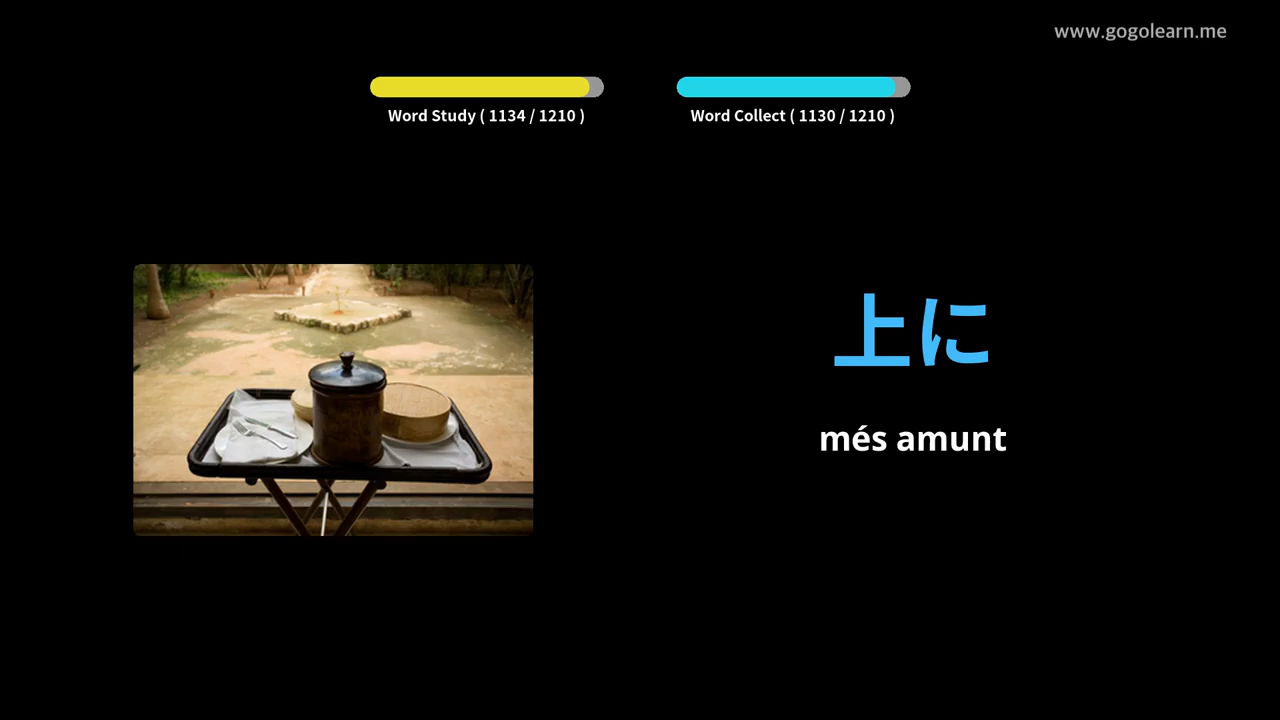 www.gogolearn.me
Word Study ( 1134 / 1210 )
Word Collect ( 1130 / 1210 )
上に
més amunt